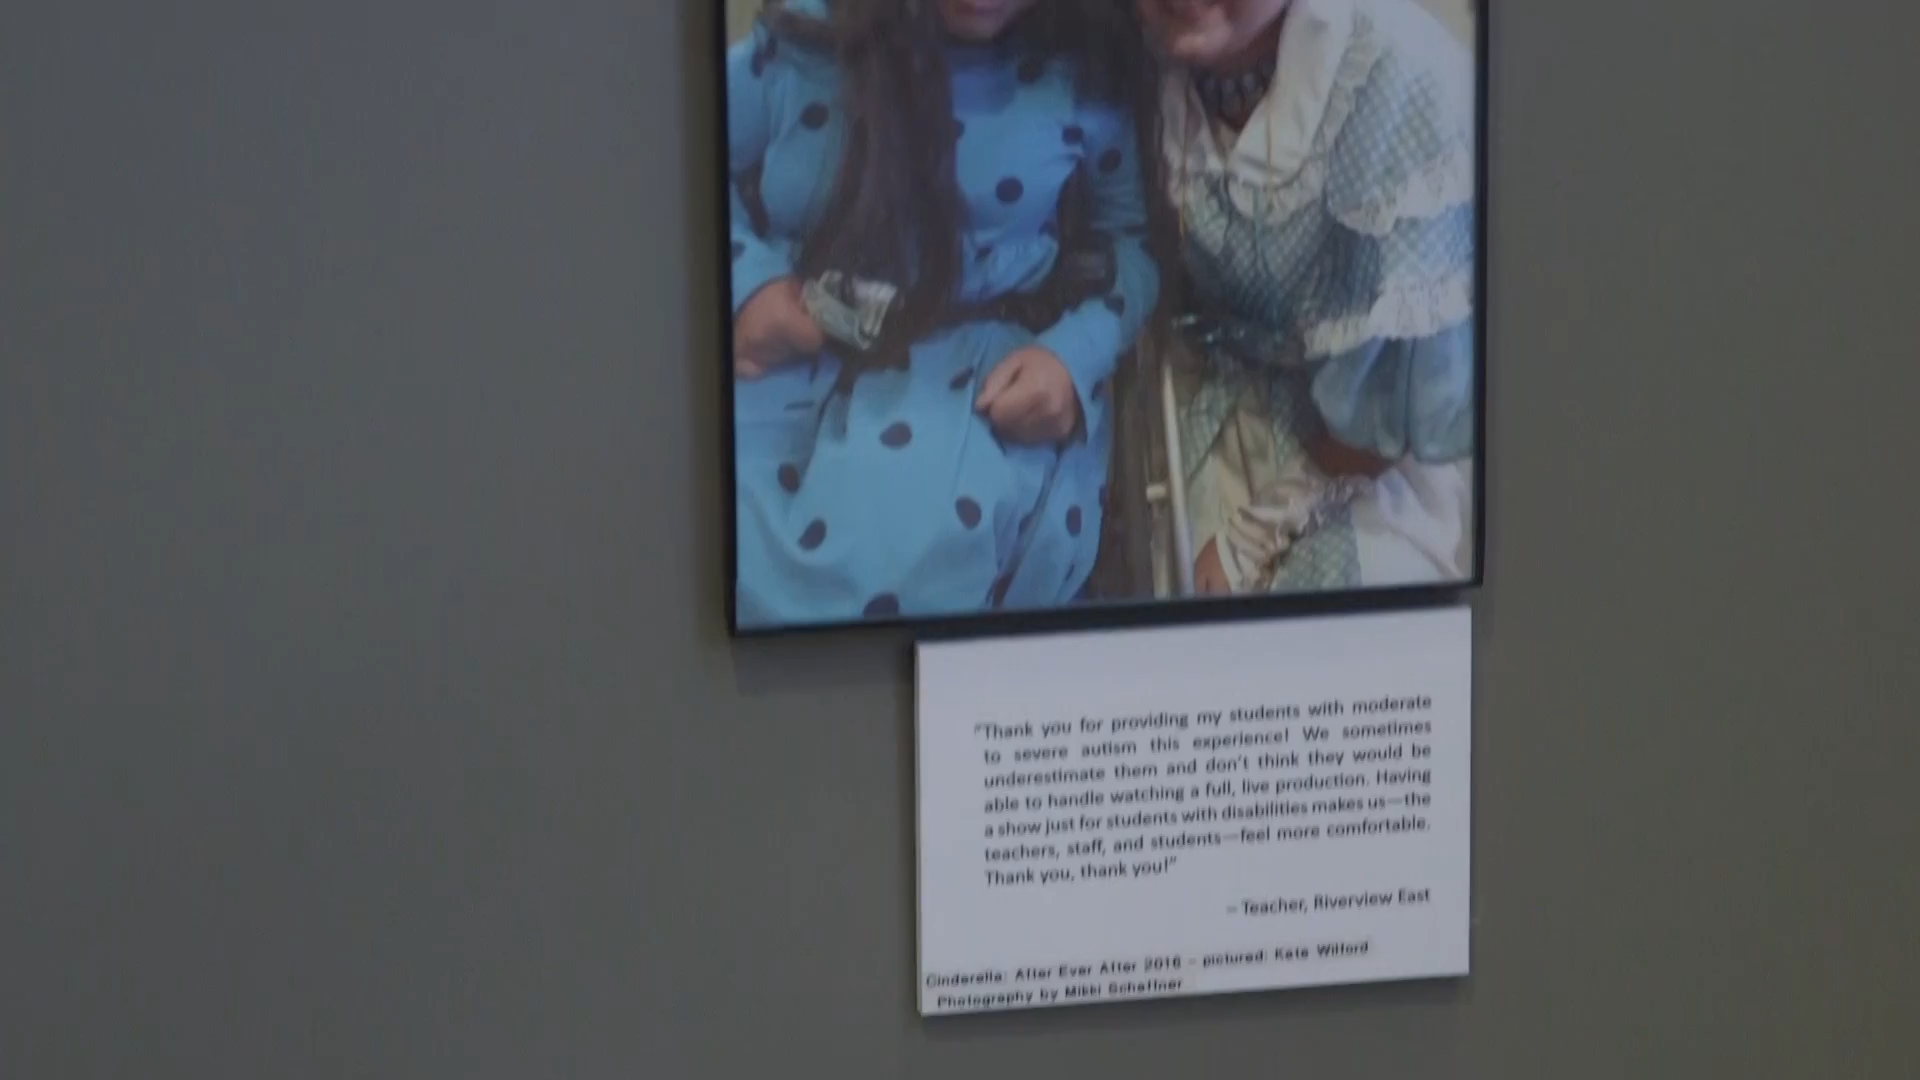 "Thank you for providing my students with moderate
to severe autism this experience! We sometimes
underestimate them and don't think they would be
able to handle watching a full, live production. Having
a show just for students with disabilities makes us—the
teachers, staff, and students—feel more comfortable.
Thank you, thank you!"
– Teacher, Riverview East
Cinderella: After Ever After 2016 - pictured: Kate Wilford
Photography by Mikki Schaffner